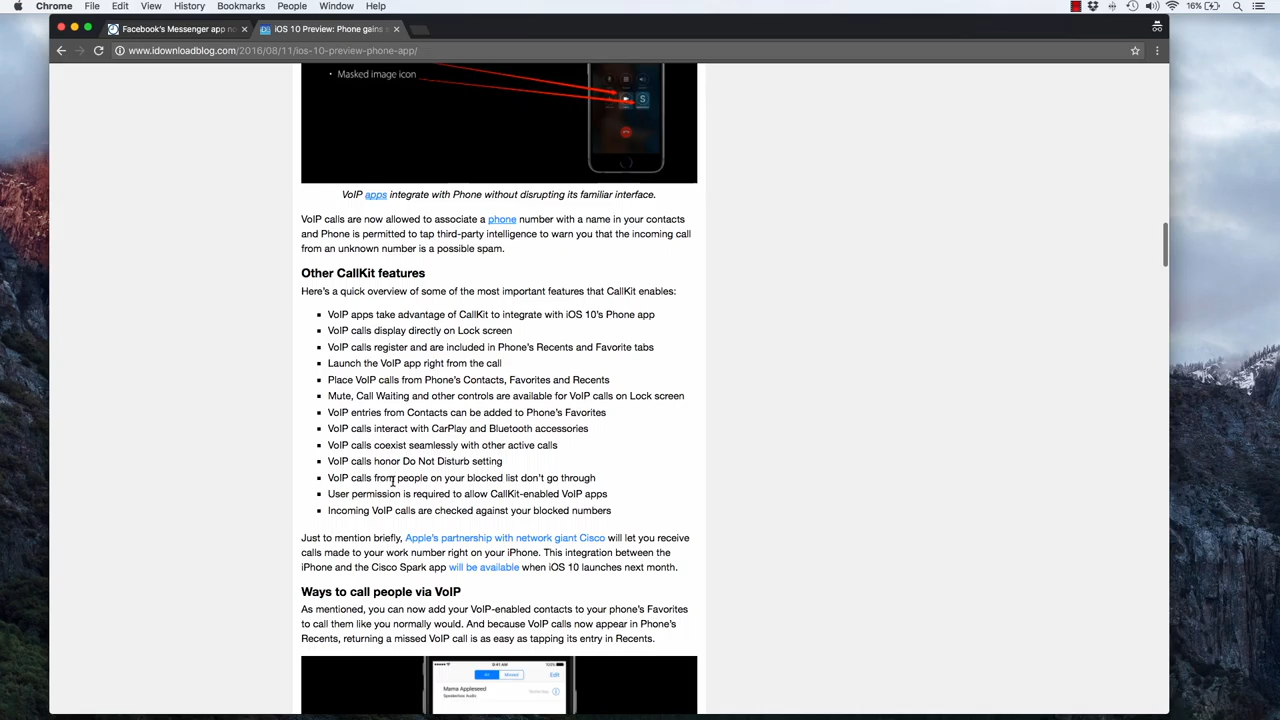 Chrome File Edit View History Bookmarks People Window Help 16%
Facebook's Messenger app no
iOS 10 Preview: Phone gains
www.idownloadblog.com/2016/08/11/ios-10-preview-phone-app/
• Masked image icon
S
VoIP apps integrate with Phone without disrupting its familiar interface.
VoIP calls are now allowed to associate a phone number with a name in your contacts
and Phone is permitted to tap third-party intelligence to warn you that the incoming call
from an unknown number is a possible spam.
Other CallKit features
Here's a quick overview of some of the most important features that CallKit enables:
VoIP apps take advantage of CallKit to integrate with iOS 10's Phone app
VoIP calls display directly on Lock screen
VoIP calls register and are included in Phone's Recents and Favorite tabs
Launch the VoIP app right from the call
Place VoIP calls from Phone's Contacts, Favorites and Recents
Mute, Call Waiting and other controls are available for VoIP calls on Lock screen
VoIP entries from Contacts can be added to Phone's Favorites
VoIP calls interact with CarPlay and Bluetooth accessories
VoIP calls coexist seamlessly with other active calls
VoIP calls honor Do Not Disturb setting
VoIP calls from people on your blocked list don't go through
User permission is required to allow CallKit-enabled VoIP apps
Incoming VoIP calls are checked against your blocked numbers
Just to mention briefly, Apple's partnership with network giant Cisco will let you receive
calls made to your work number right on your iPhone. This integration between the
iPhone and the Cisco Spark app will be available when iOS 10 launches next month.
Ways to call people via VoIP
As mentioned, you can now add your VoIP-enabled contacts to your phone's Favorites
to call them like you normally would. And because VoIP calls now appear in Phone's
Recents, returning a missed VoIP call is as easy as tapping its entry in Recents.
9:41 AM 100%
All Missed Edit
Mama Appleseed
Speakerbox Audio
Yesterday